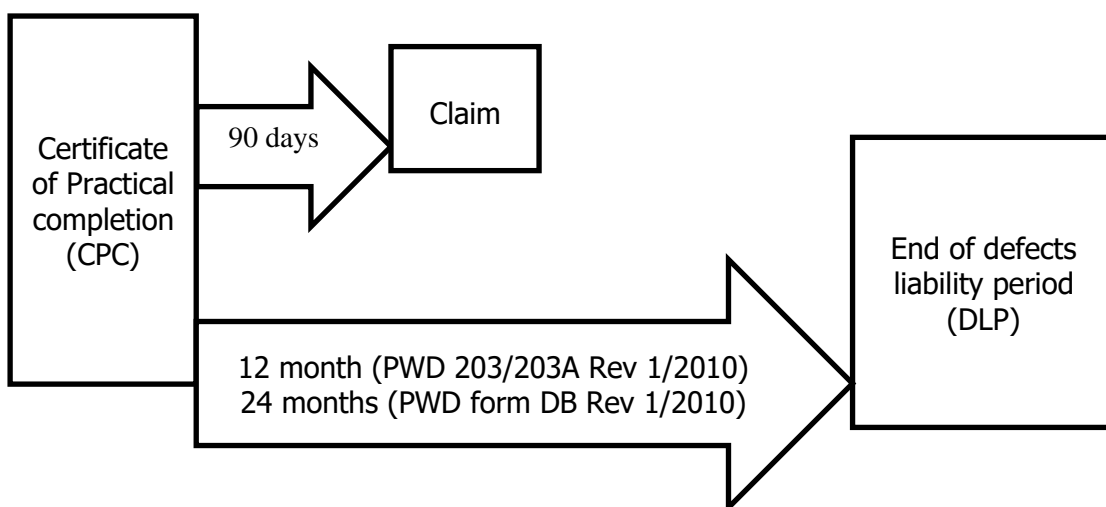 Certificate
of Practical
completion
(CPC)
90 days
Claim
12 month (PWD 203/203A Rev 1/2010)
24 months (PWD form DB Rev 1/2010)
End of defects
liability period
(DLP)